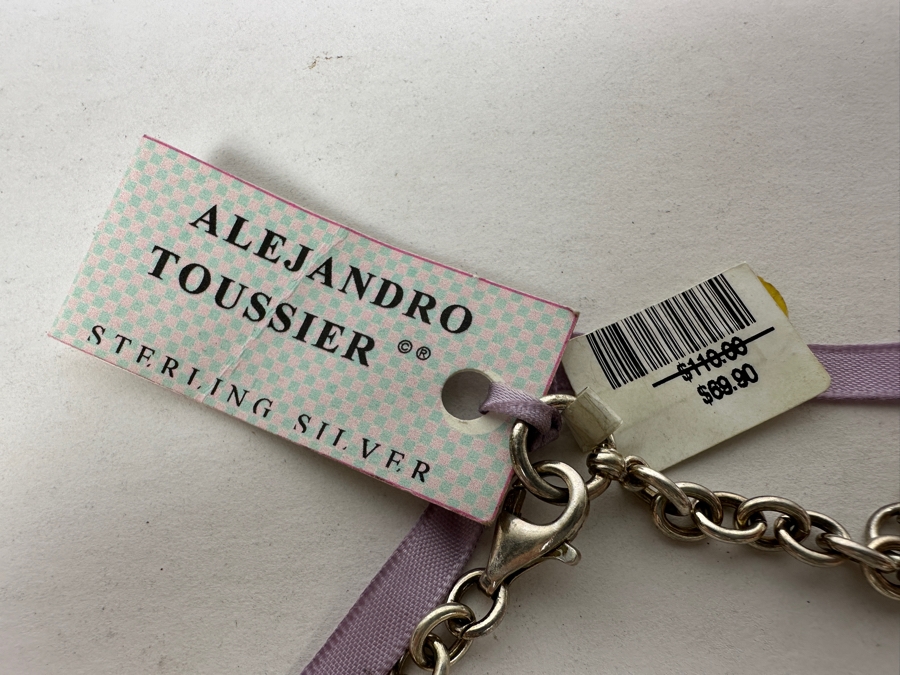 ALEJANDRO
TOUSSIER ©®
STERLING SILVER
$110.00
$69.90